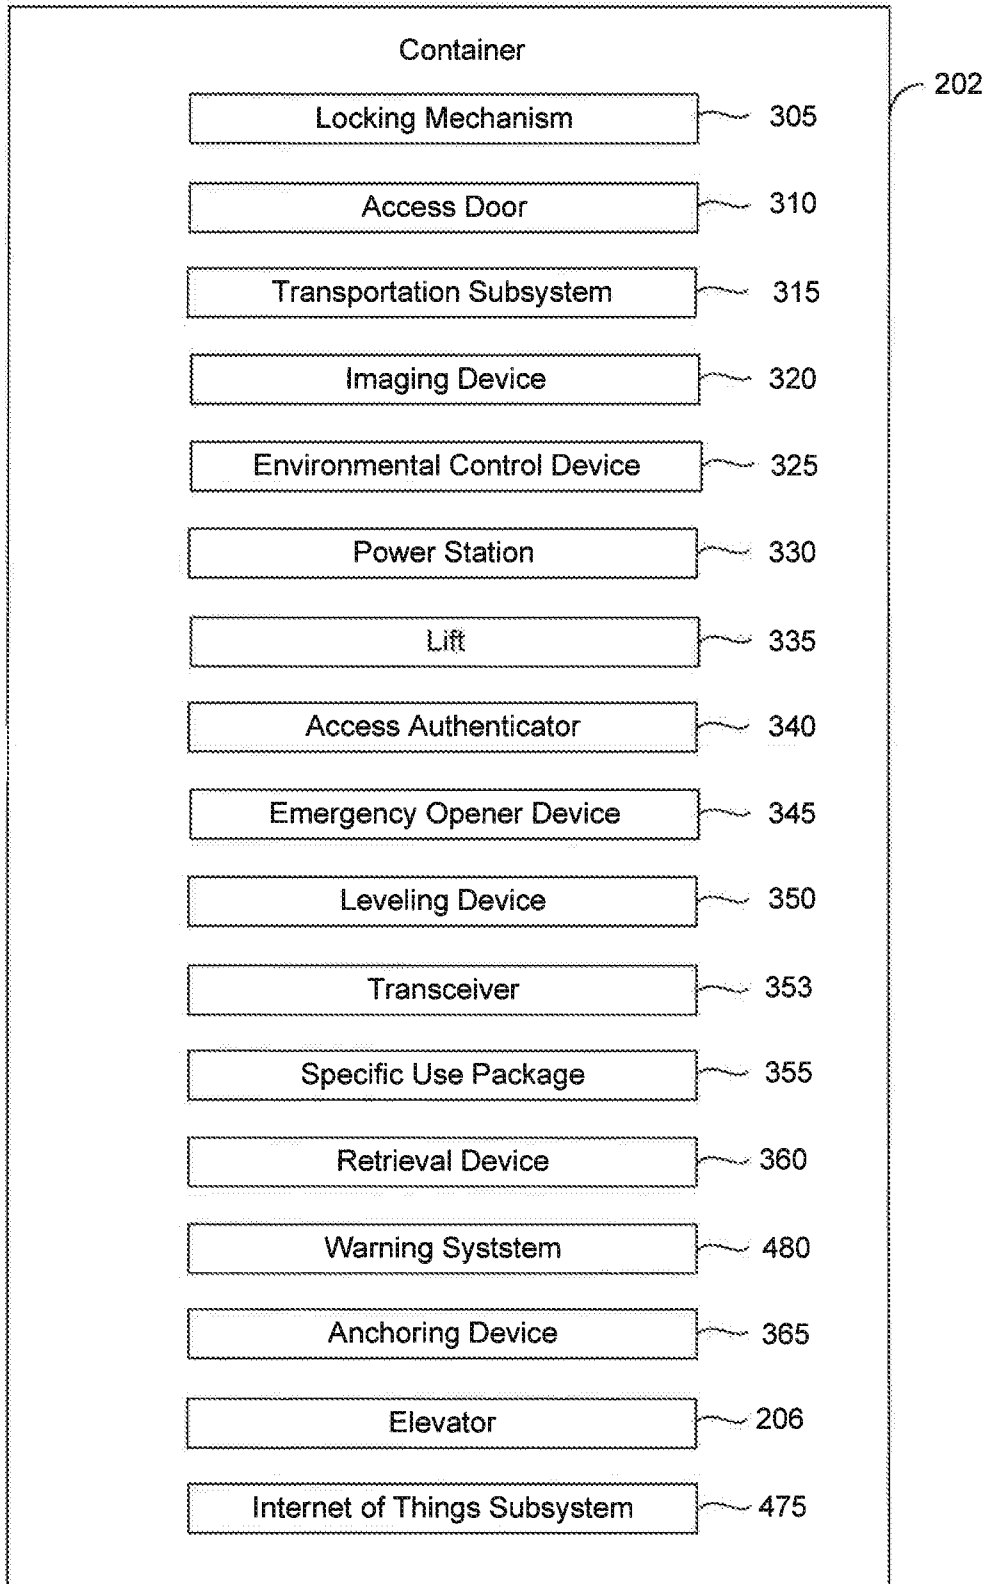 Container
202
Locking Mechanism 305
Access Door 310
Transportation Subsystem 315
Imaging Device 320
Environmental Control Device 325
Power Station 330
Lift 335
Access Authenticator 340
Emergency Opener Device 345
Leveling Device 350
Transceiver 353
Specific Use Package 355
Retrieval Device 360
Warning Syststem 480
Anchoring Device 365
Elevator 206
Internet of Things Subsystem 475